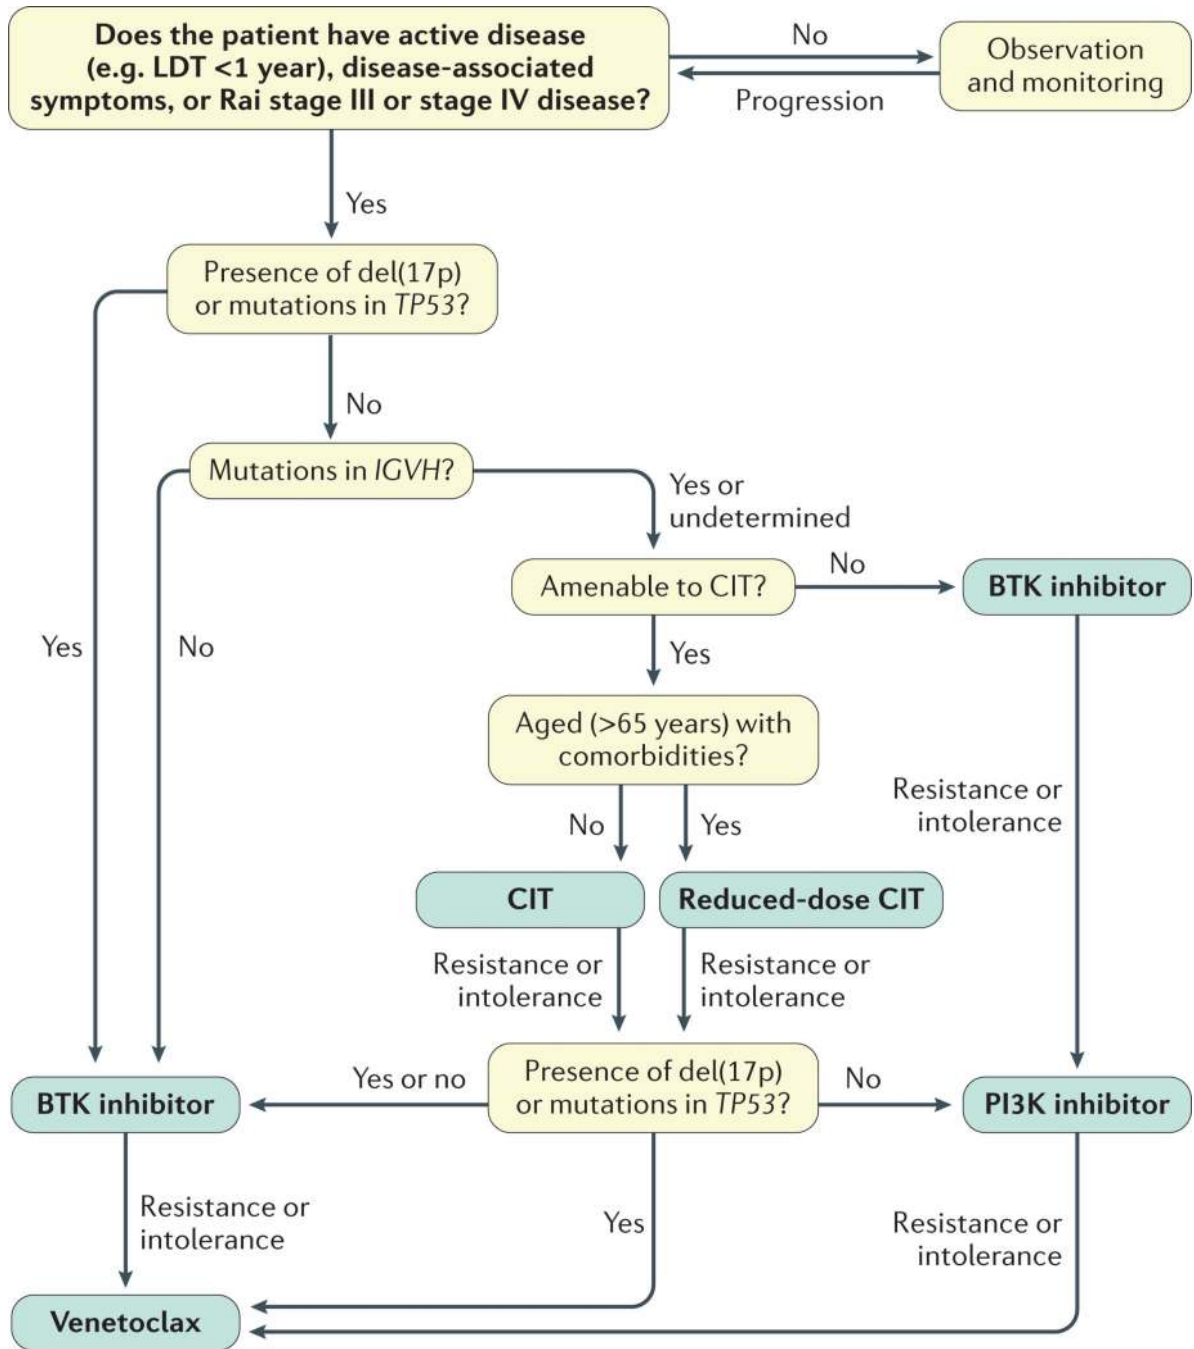 Does the patient have active disease
(e.g. LDT <1 year), disease-associated
symptoms, or Rai stage III or stage IV disease?
No
Progression
Observation
and monitoring
Yes
Presence of del(17p)
or mutations in TP53?
No
Mutations in IGVH?
Yes or
undetermined
Amenable to CIT?
No
BTK inhibitor
Yes
No
Yes
Aged (>65 years) with
comorbidities?
No
Yes
Resistance or
intolerance
CIT
Reduced-dose CIT
Resistance or
intolerance
Resistance or
intolerance
Presence of del(17p)
or mutations in TP53?
Yes or no
No
BTK inhibitor
PI3K inhibitor
Resistance or
intolerance
Yes
Resistance or
intolerance
Venetoclax